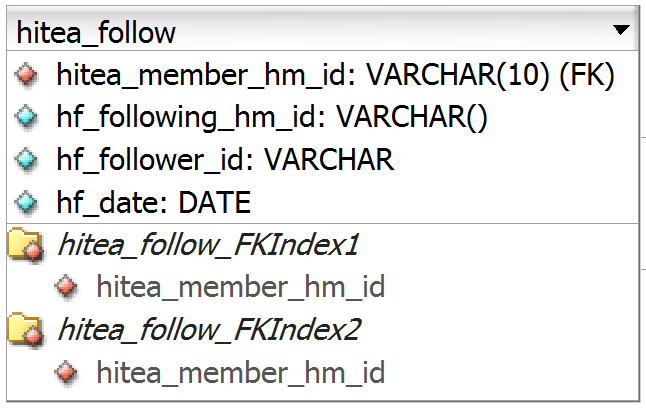 hitea_follow
hitea_member_hm_id: VARCHAR(10) (FK)
hf_following_hm_id: VARCHAR()
hf_follower_id: VARCHAR
hf_date: DATE
hitea_follow_FKIndex1
hitea_member_hm_id
hitea_follow_FKIndex2
hitea_member_hm_id